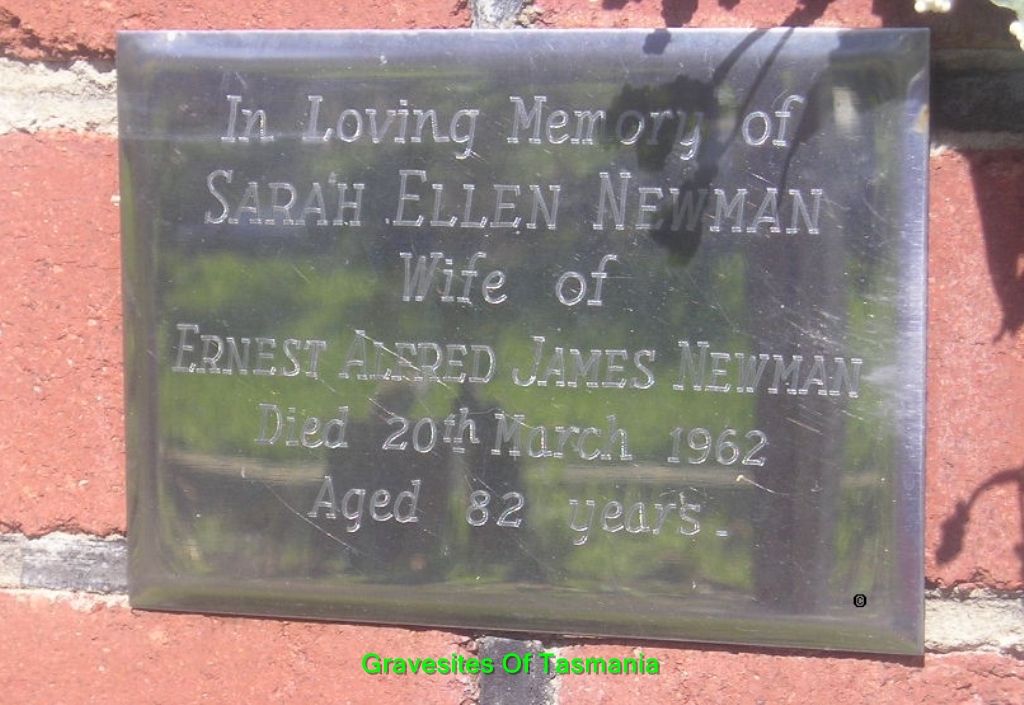 In Loving Memory of
SARAH ELLEN NEWMAN
Wife of
ERNEST ALFRED JAMES NEWMAN
Died 20th March 1962
Aged 82 years.
©
Gravesites Of Tasmania